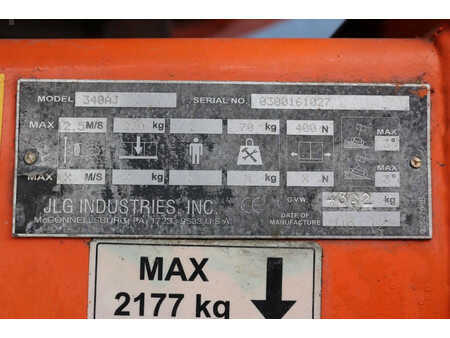 MODEL 340AJ SERIAL NO. 0300161027
MAX 2.5 M/S kg 70 kg 400 N MAX
MAX X M/S kg kg X N MAX
JLG INDUSTRIES, INC. CE G.V.W. kg
McCONNELLSBURG, PA. 17233-9533 U.S.A. DATE OF
MANUFACTURE
MAX
2177 kg